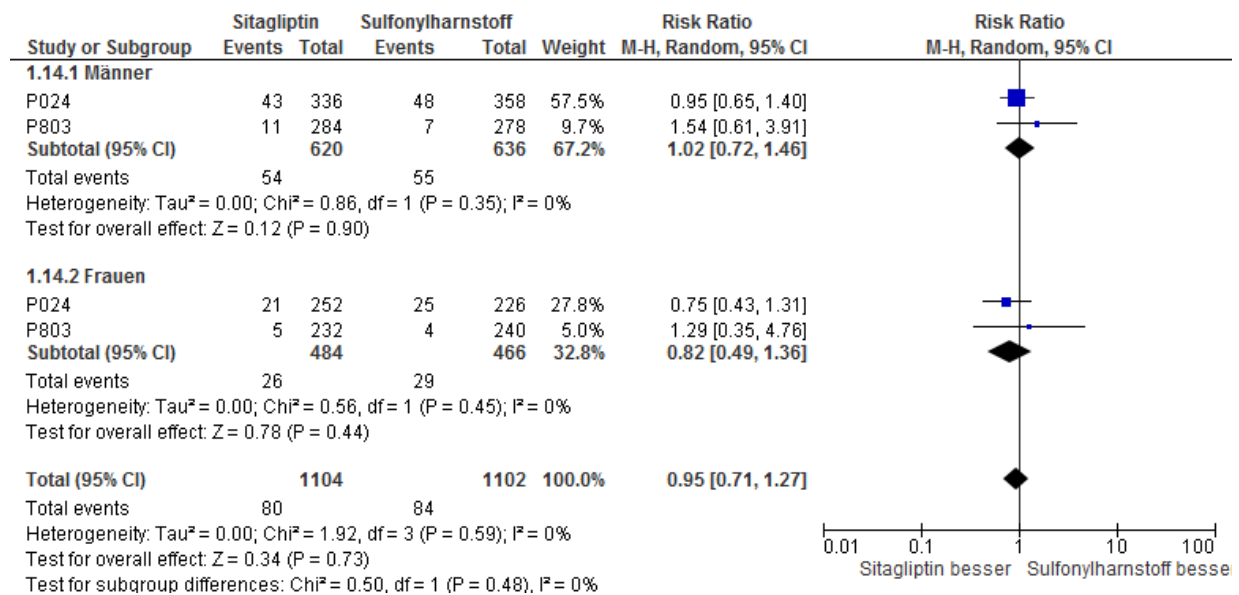 Sitagliptin Sulfonylharnstoff Risk Ratio Risk Ratio
Study or Subgroup Events Total Events Total Weight M-H, Random, 95% CI M-H, Random, 95% CI
1.14.1 Männer
P024 43 336 48 358 57.5% 0.95 [0.65, 1.40]
P803 11 284 7 278 9.7% 1.54 [0.61, 3.91]
Subtotal (95% CI) 620 636 67.2% 1.02 [0.72, 1.46]
Total events 54 55
Heterogeneity: Tau² = 0.00; Chi² = 0.86, df = 1 (P = 0.35); I² = 0%
Test for overall effect: Z = 0.12 (P = 0.90)
1.14.2 Frauen
P024 21 252 25 226 27.8% 0.75 [0.43, 1.31]
P803 5 232 4 240 5.0% 1.29 [0.35, 4.76]
Subtotal (95% CI) 484 466 32.8% 0.82 [0.49, 1.36]
Total events 26 29
Heterogeneity: Tau² = 0.00; Chi² = 0.56, df = 1 (P = 0.45); I² = 0%
Test for overall effect: Z = 0.78 (P = 0.44)
Total (95% CI) 1104 1102 100.0% 0.95 [0.71, 1.27]
Total events 80 84
Heterogeneity: Tau² = 0.00; Chi² = 1.92, df = 3 (P = 0.59); I² = 0%
Test for overall effect: Z = 0.34 (P = 0.73)
Test for subgroup differences: Chi² = 0.50, df = 1 (P = 0.48), I² = 0%
0.01 0.1 1 10 100
Sitagliptin besser Sulfonylharnstoff besse